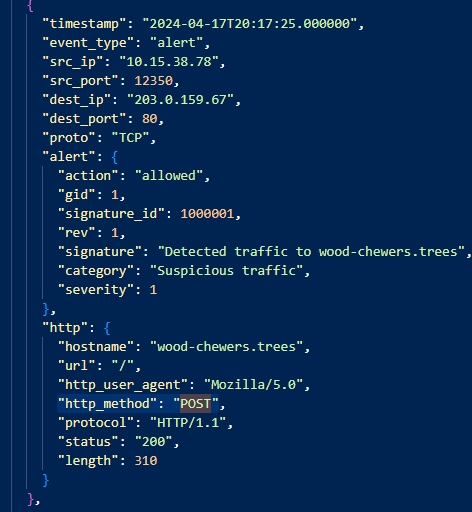 {
"timestamp": "2024-04-17T20:17:25.000000",
"event_type": "alert",
"src_ip": "10.15.38.78",
"src_port": 12350,
"dest_ip": "203.0.159.67",
"dest_port": 80,
"proto": "TCP",
"alert": {
"action": "allowed",
"gid": 1,
"signature_id": 1000001,
"rev": 1,
"signature": "Detected traffic to wood-chewers.trees",
"category": "Suspicious traffic",
"severity": 1
},
"http": {
"hostname": "wood-chewers.trees",
"url": "/",
"http_user_agent": "Mozilla/5.0",
"http_method": "POST",
"protocol": "HTTP/1.1",
"status": "200",
"length": 310
}
},